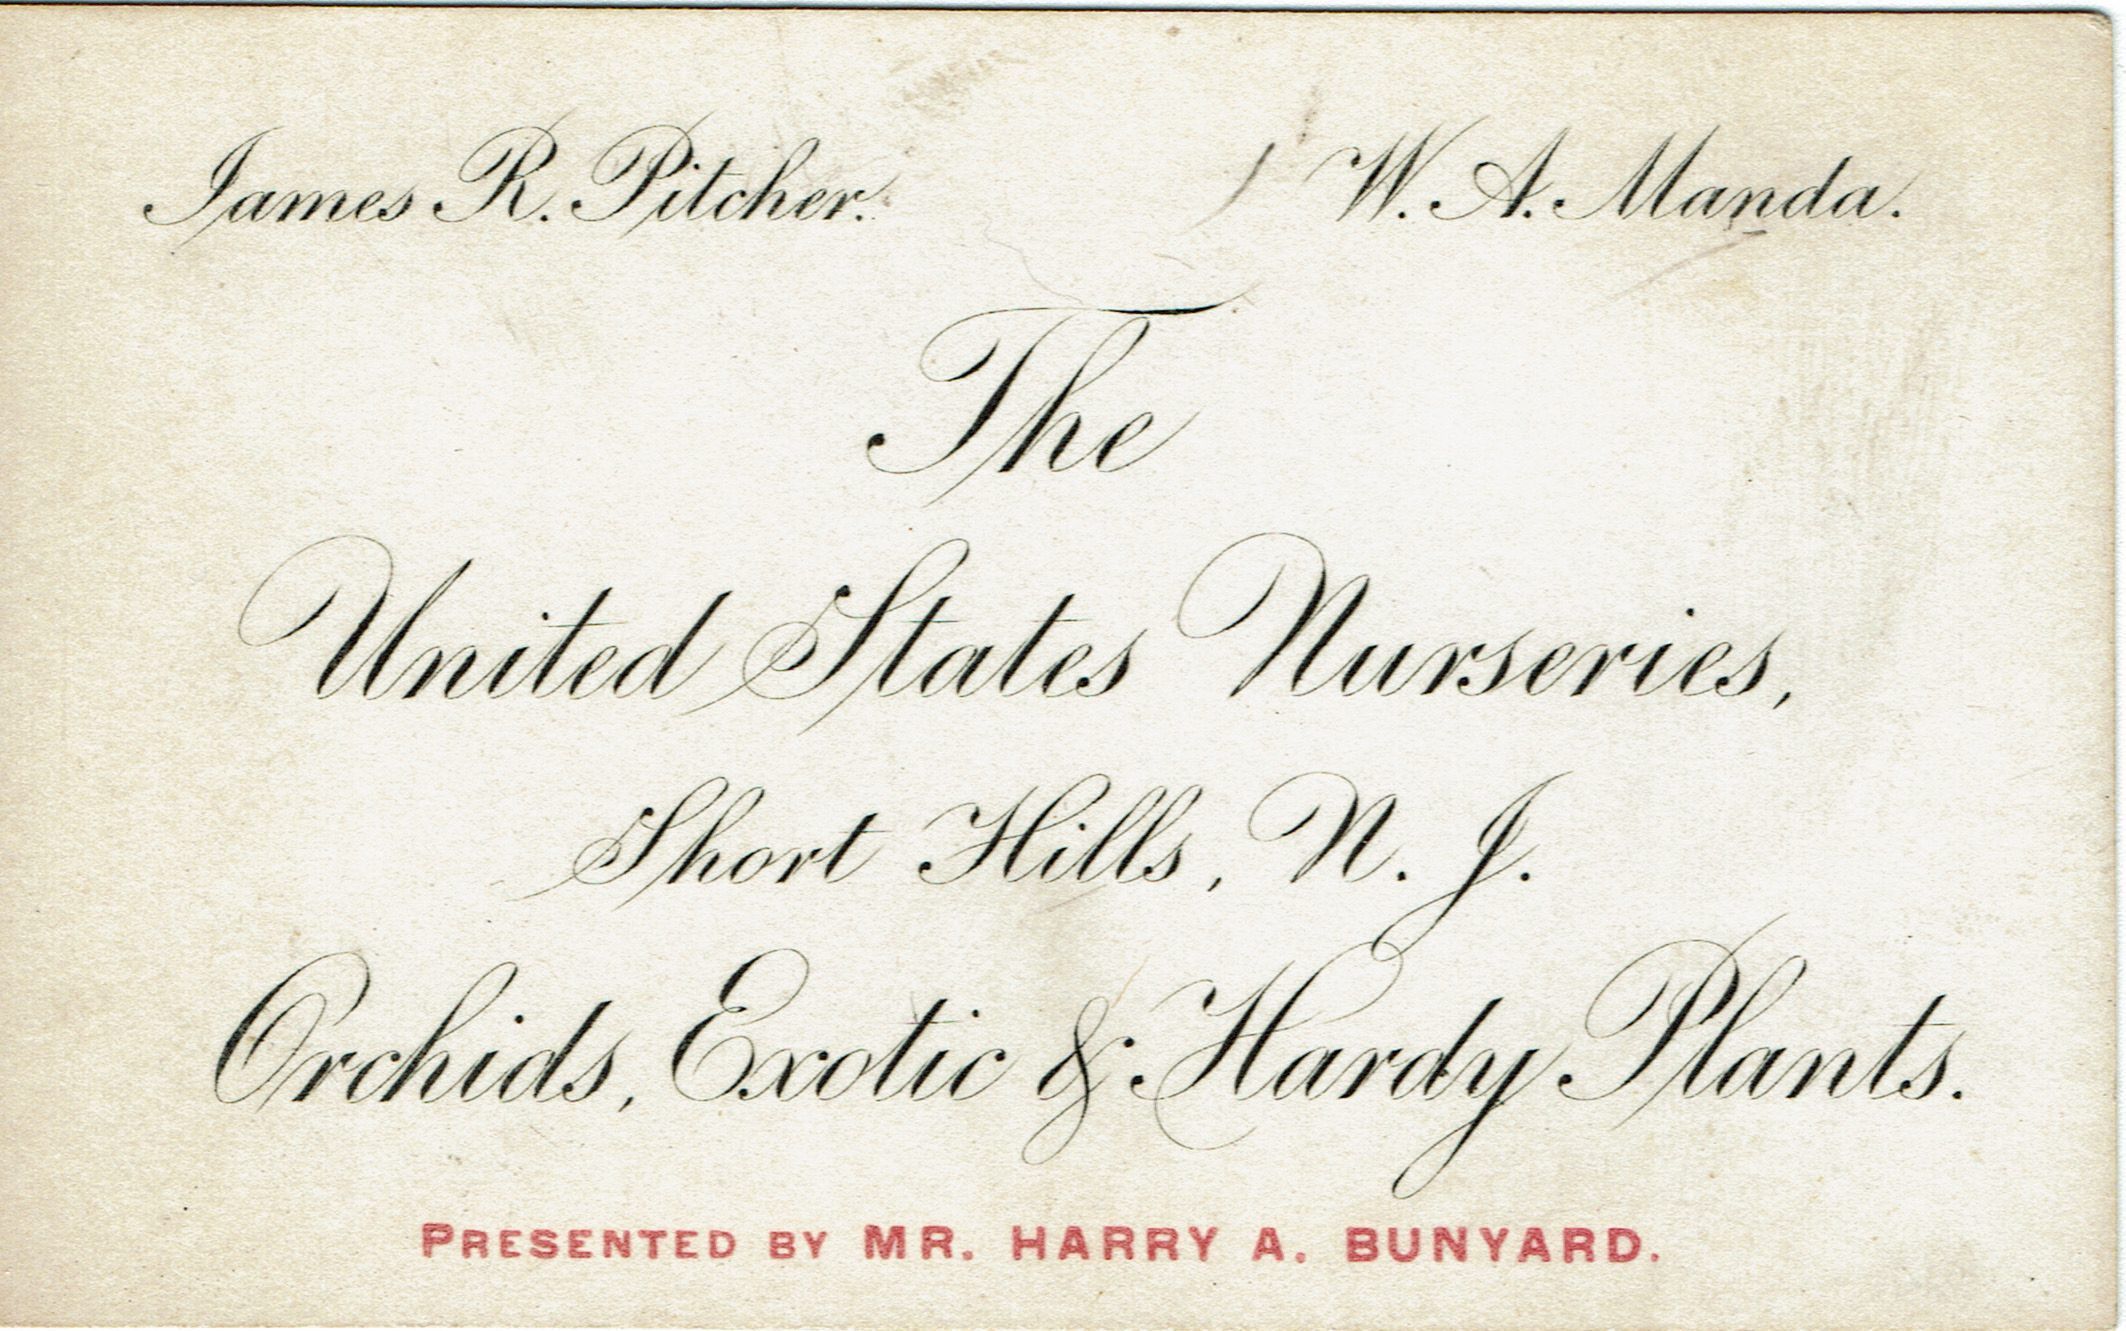 James R. Pitcher. W. A. Manda.
The
United States Nurseries,
Short Hills, N. J.
Orchids, Exotic & Hardy Plants.
PRESENTED BY MR. HARRY A. BUNYARD.